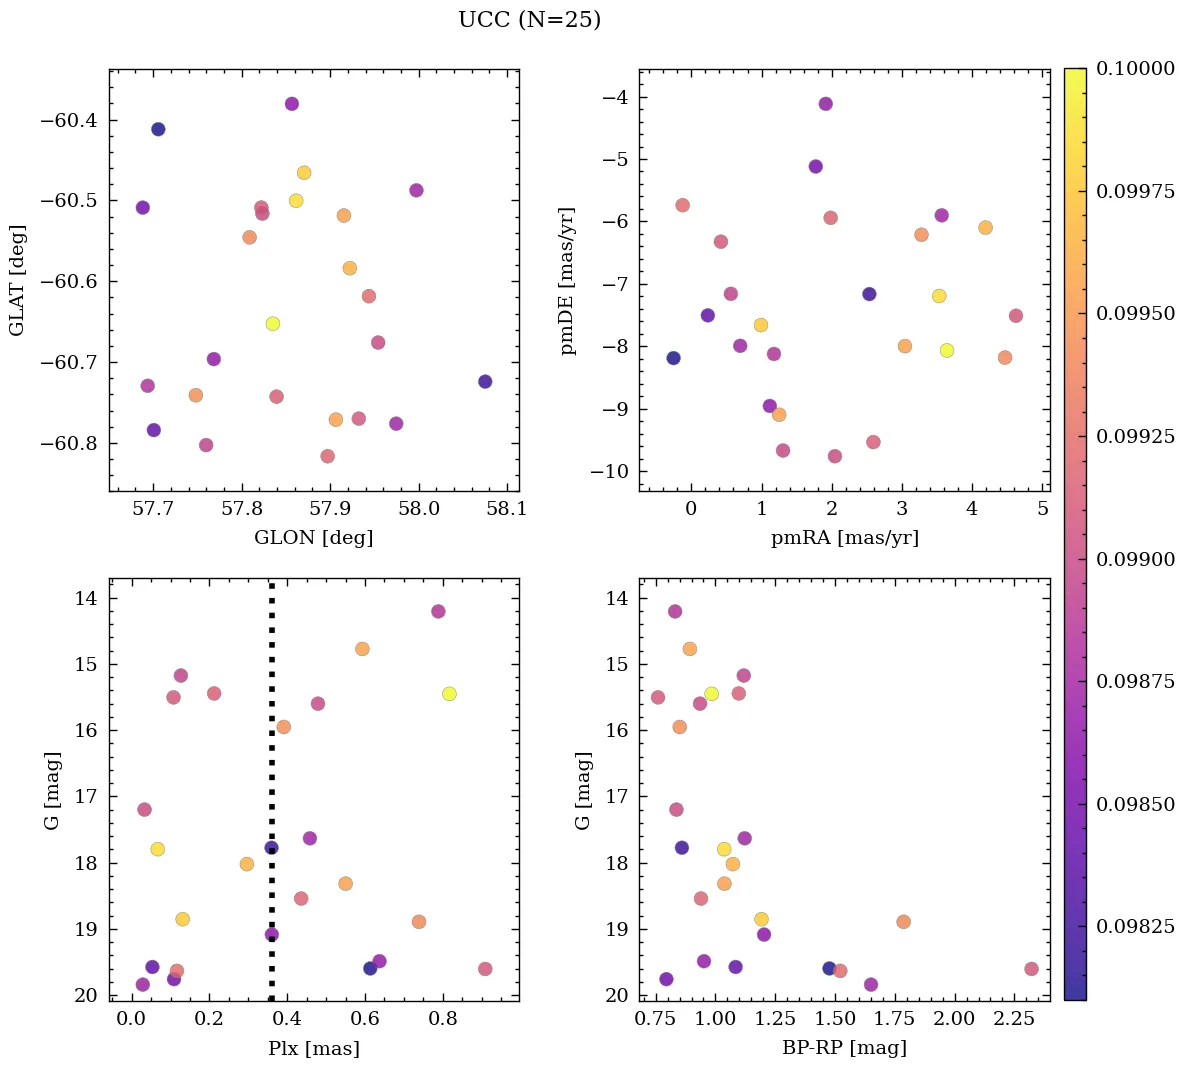 UCC (N=25)
−60.4
−60.5
−60.6
−60.7
−60.8
GLAT [deg]
57.7 57.8 57.9 58.0 58.1
GLON [deg]
−4
−5
−6
−7
−8
−9
−10
pmDE [mas/yr]
0 1 2 3 4 5
pmRA [mas/yr]
14
15
16
17
18
19
20
G [mag]
0.0 0.2 0.4 0.6 0.8
Plx [mas]
14
15
16
17
18
19
20
G [mag]
0.75 1.00 1.25 1.50 1.75 2.00 2.25
BP-RP [mag]
0.10000
0.09975
0.09950
0.09925
0.09900
0.09875
0.09850
0.09825